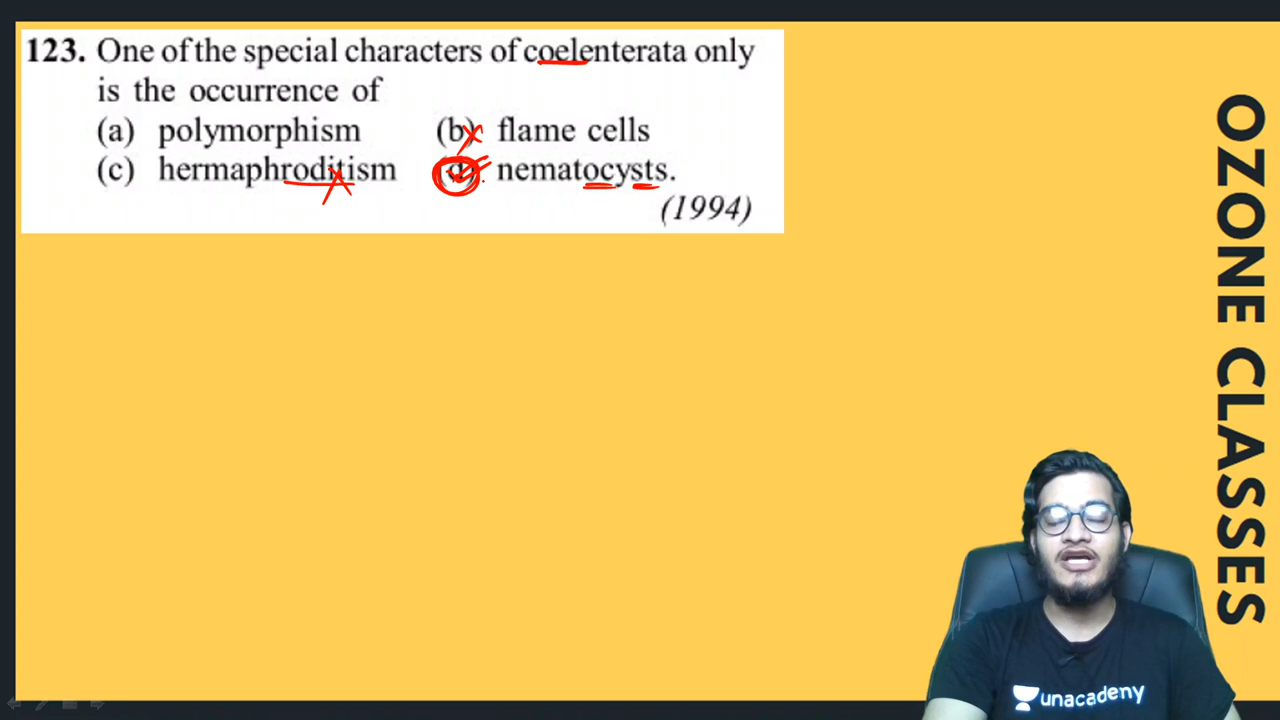 123. One of the special characters of coelenterata only
is the occurrence of
(a) polymorphism (b) flame cells
(c) hermaphroditism (d) nematocysts.
(1994)
OZONE CLASSES
unacademy